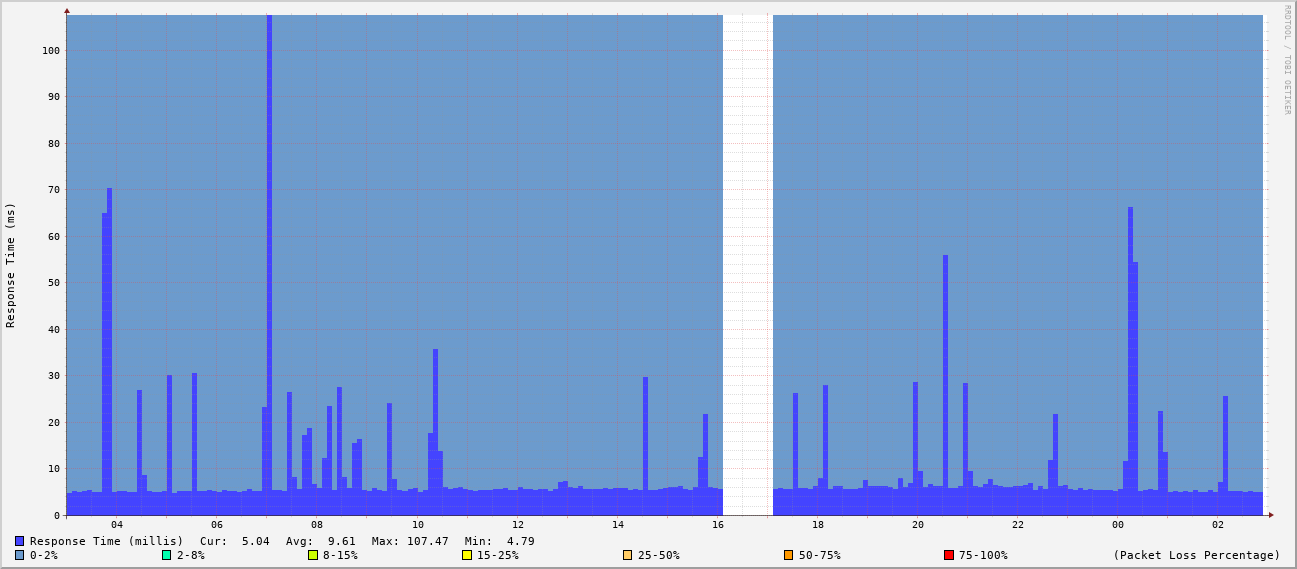 RRDTOOL / TOBI OETIKER
Response Time (ms)
100
90
80
70
60
50
40
30
20
10
0
04 06 08 10 12 14 16 18 20 22 00 02
Response Time (millis) Cur: 5.04 Avg: 9.61 Max: 107.47 Min: 4.79
0-2% 2-8% 8-15% 15-25% 25-50% 50-75% 75-100% (Packet Loss Percentage)